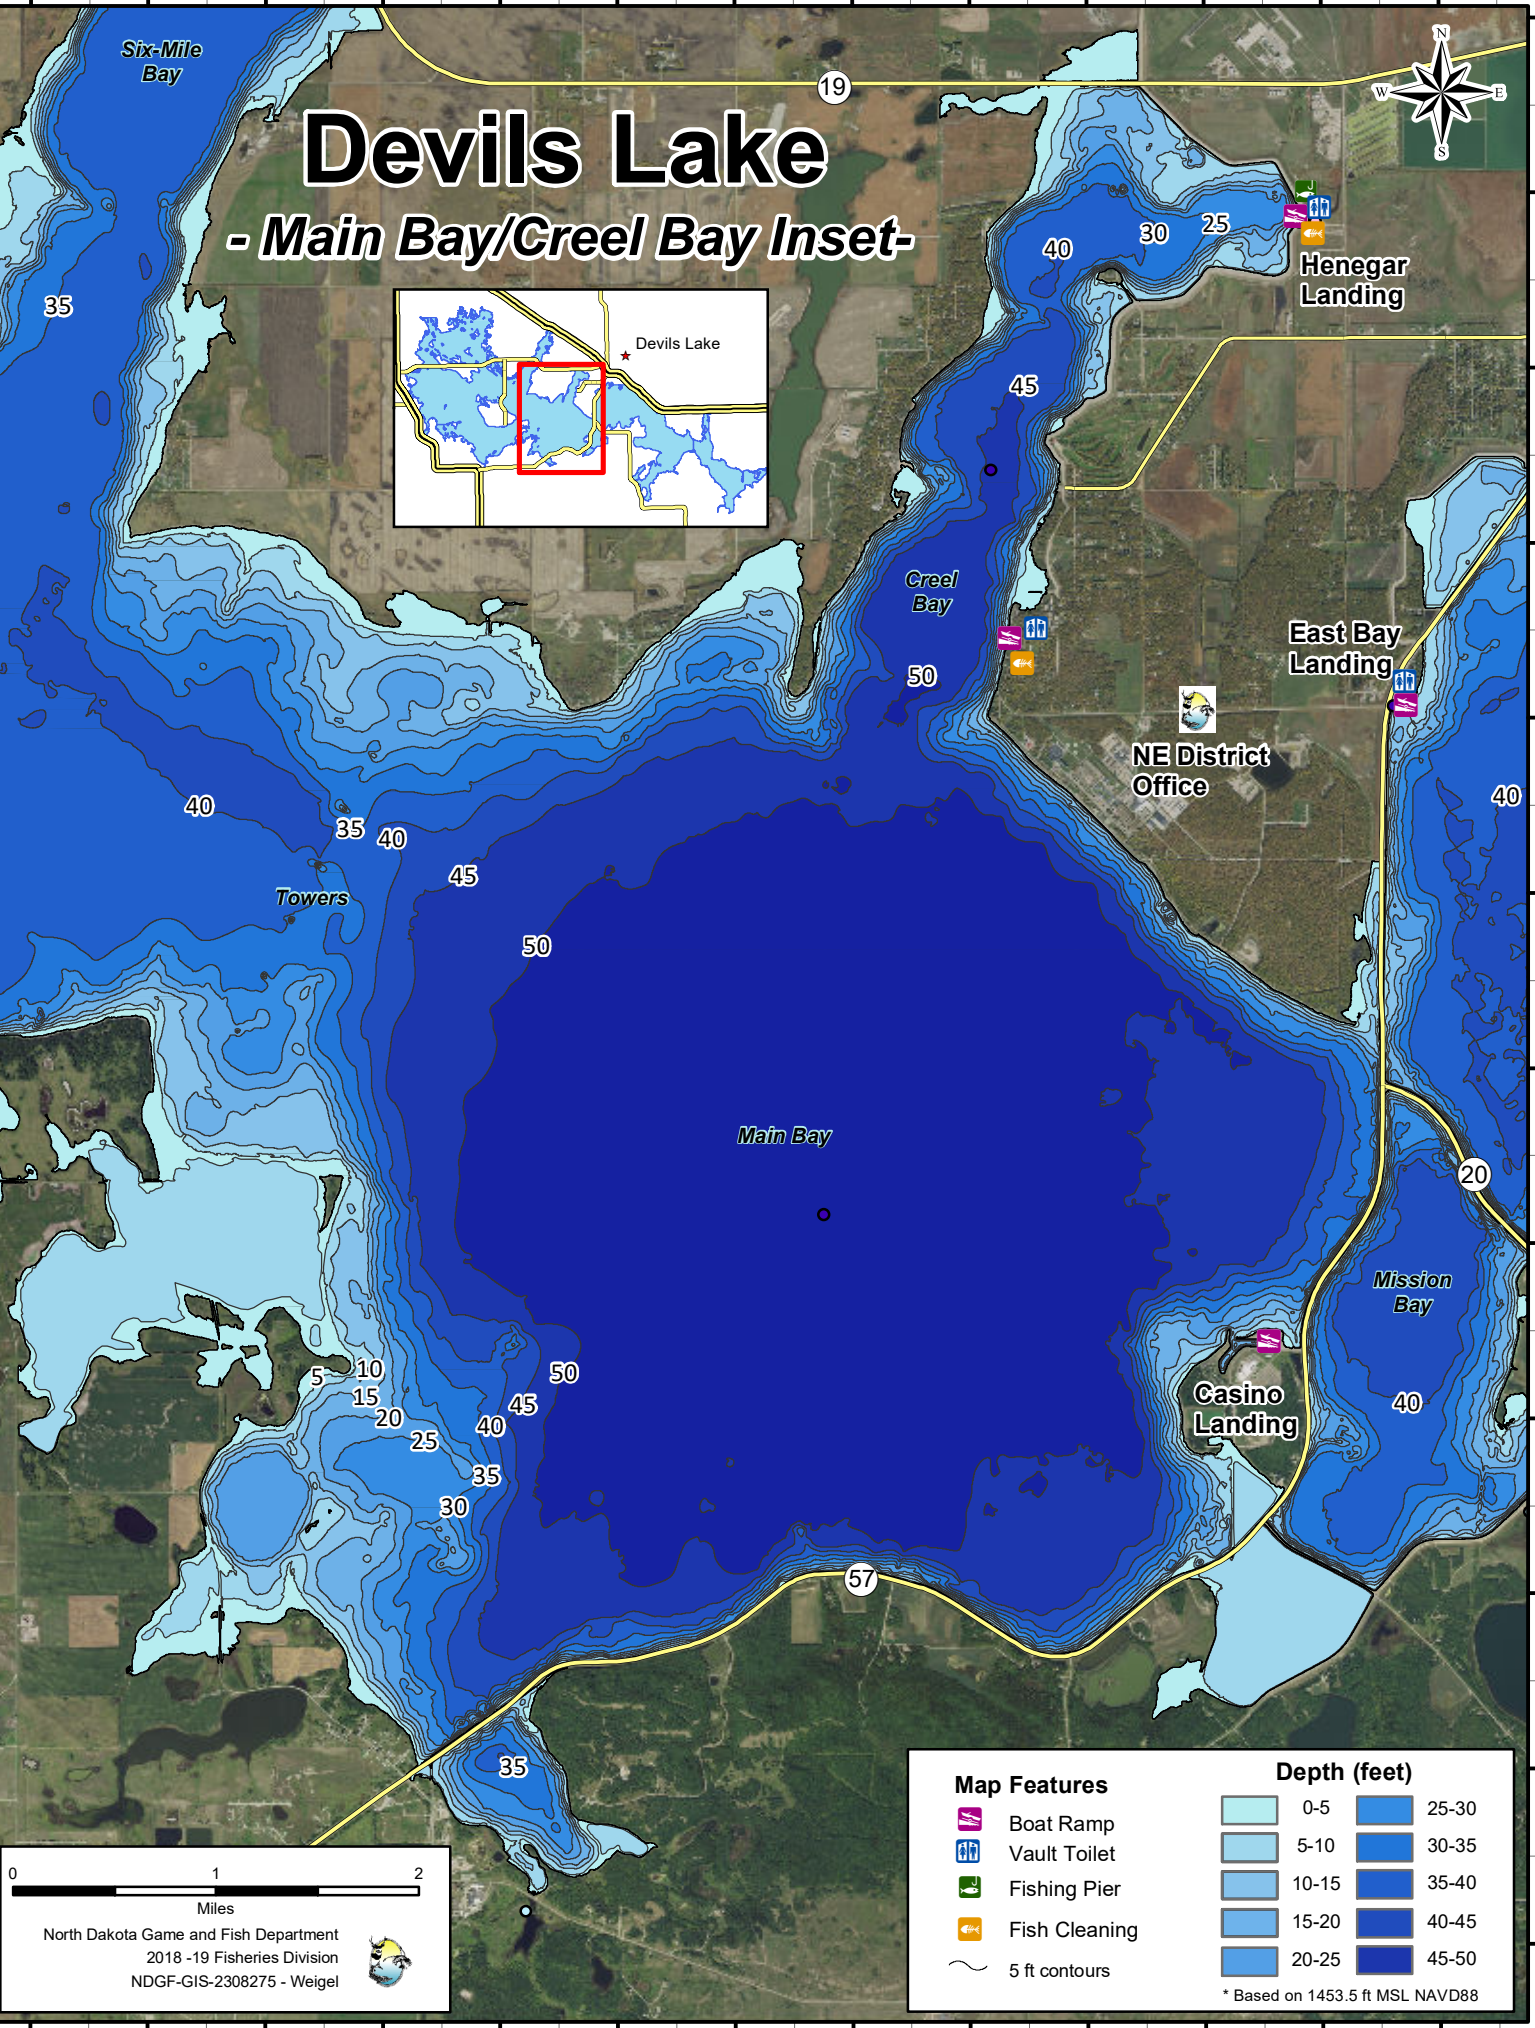 Six-Mile
Bay
19
N
W
E
S
Devils Lake
- Main Bay/Creel Bay Inset-
5
25
30
40
Henegar
Landing
35
Devils Lake
45
Creel
Bay
50
East Bay
Landing
NE District
Office
40
40
35
40
45
Towers
50
Main Bay
20
Mission
Bay
5
10
15
20
25
30
35
40
45
50
Casino
Landing
40
57
35
0 1 2
Miles
North Dakota Game and Fish Department
2018 -19 Fisheries Division
NDGF-GIS-2308275 - Weigel
Map Features
Boat Ramp
Vault Toilet
Fishing Pier
Fish Cleaning
5 ft contours
Depth (feet)
0-5
5-10
10-15
15-20
20-25
25-30
30-35
35-40
40-45
45-50
* Based on 1453.5 ft MSL NAVD88